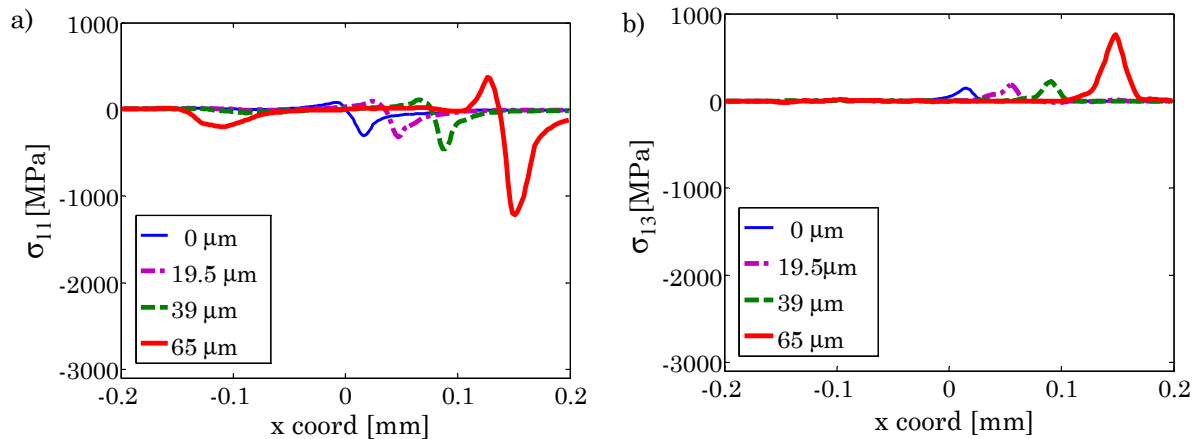 a)
σ11 [MPa]
1000
0
1000
-1000
-2000
-3000
0 µm
19.5 µm
39 µm
65 µm
-0.2
-0.1
0
0.1
0.2
x coord [mm]
b)
σ13 [MPa]
1000
0
-1000
-2000
-3000
0 µm
19.5µm
39 µm
65 µm
-0.2
-0.1
0
0.1
0.2
x coord [mm]